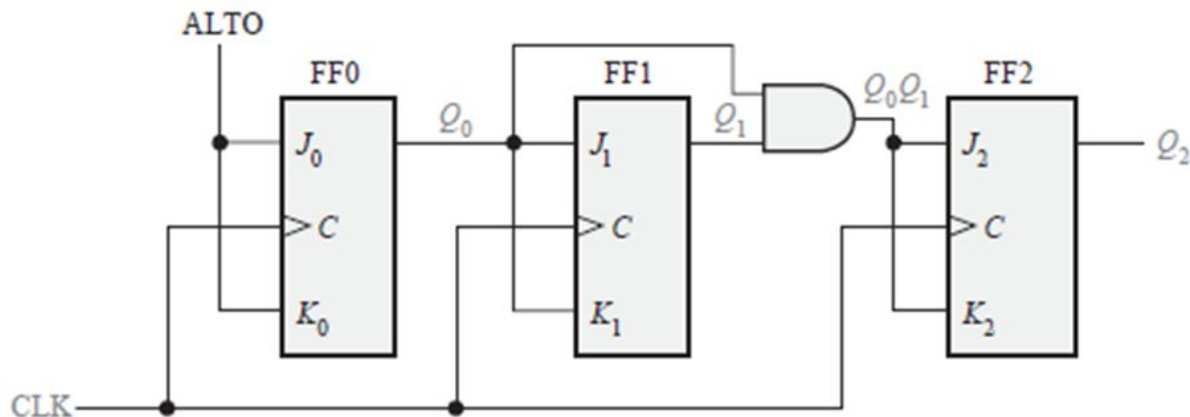 ALTO
FF0
FF1
FF2
Q₀
Q₁
Q₀Q₁
J₀
J₁
J₂
Q₂
C
C
C
K₀
K₁
K₂
CLK